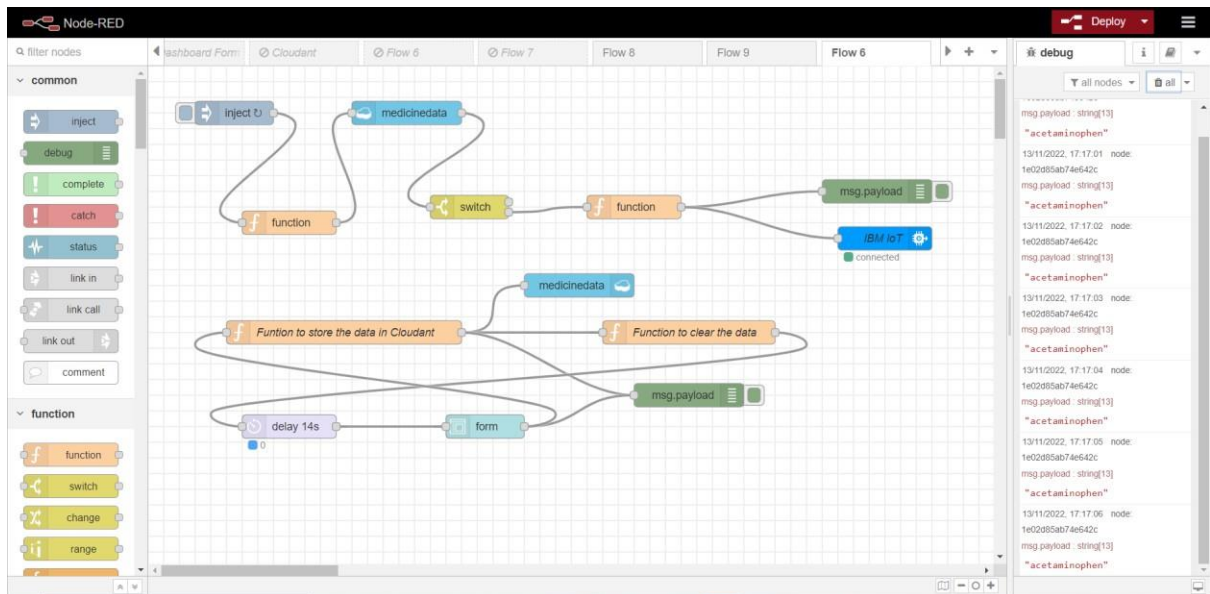 Node-RED
Deploy
filter nodes
ashboard Form
Cloudant
Flow 6
Flow 7
Flow 8
Flow 9
Flow 6
debug
i
all nodes
all
common
inject
debug
complete
catch
status
link in
link call
link out
comment
function
function
switch
change
range
inject ↻
medicinedata
function
switch
function
msg.payload
IBM IoT
connected
medicinedata
Funtion to store the data in Cloudant
Function to clear the data
msg.payload
delay 14s
0
form
msg.payload : string[13]
"acetaminophen"
13/11/2022, 17:17:01 node:
1e02d85ab74e642c
msg.payload : string[13]
"acetaminophen"
13/11/2022, 17:17:02 node:
1e02d85ab74e642c
msg.payload : string[13]
"acetaminophen"
13/11/2022, 17:17:03 node:
1e02d85ab74e642c
msg.payload : string[13]
"acetaminophen"
13/11/2022, 17:17:04 node:
1e02d85ab74e642c
msg.payload : string[13]
"acetaminophen"
13/11/2022, 17:17:05 node:
1e02d85ab74e642c
msg.payload : string[13]
"acetaminophen"
13/11/2022, 17:17:06 node:
1e02d85ab74e642c
msg.payload : string[13]
"acetaminophen"